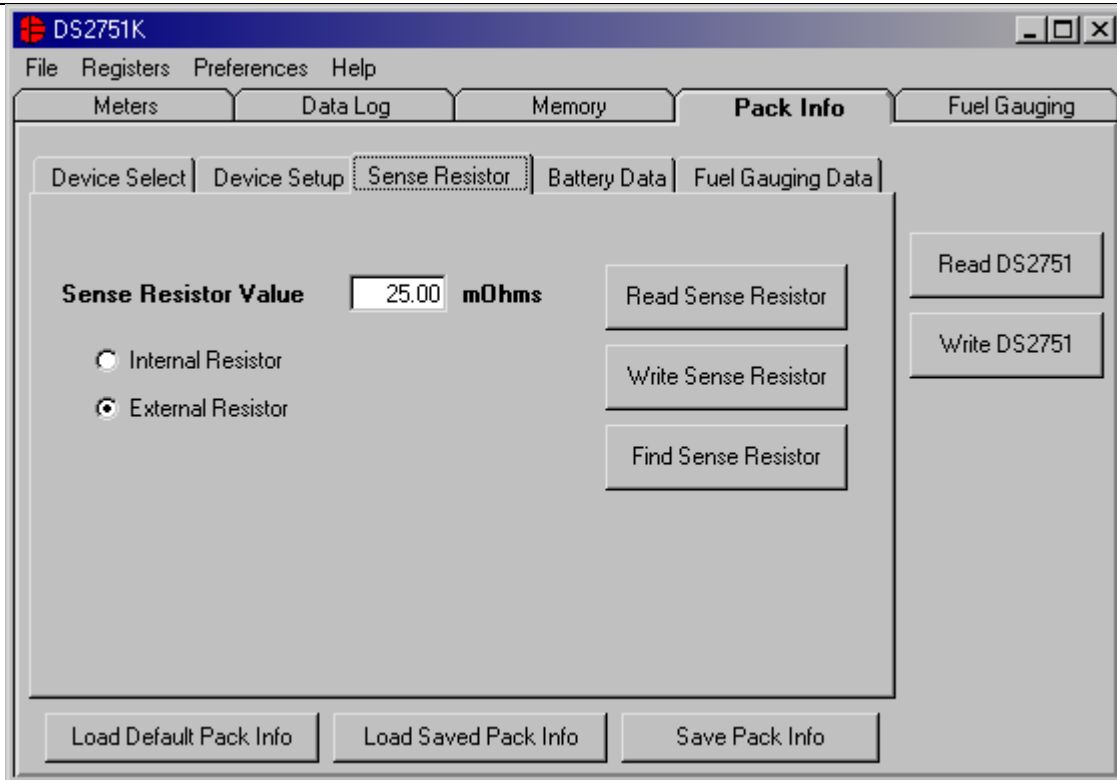 DS2751K
File Registers Preferences Help
Meters Data Log Memory Pack Info Fuel Gauging
Device Select Device Setup Sense Resistor Battery Data Fuel Gauging Data
Sense Resistor Value 25.00 mOhms
Internal Resistor
External Resistor
Read Sense Resistor
Write Sense Resistor
Find Sense Resistor
Read DS2751
Write DS2751
Load Default Pack Info Load Saved Pack Info Save Pack Info